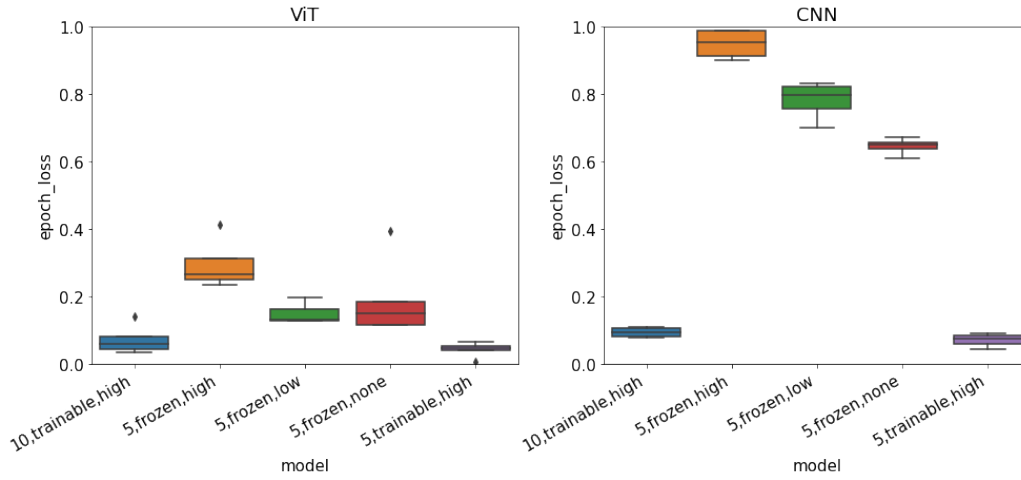 ViT
1.0
0.8
0.6
0.4
0.2
0.0
epoch_loss
10,trainable,high
5,frozen,high
5,frozen,low
5,frozen,none
5,trainable,high
model
CNN
1.0
0.8
0.6
0.4
0.2
0.0
epoch_loss
10,trainable,high
5,frozen,high
5,frozen,low
5,frozen,none
5,trainable,high
model